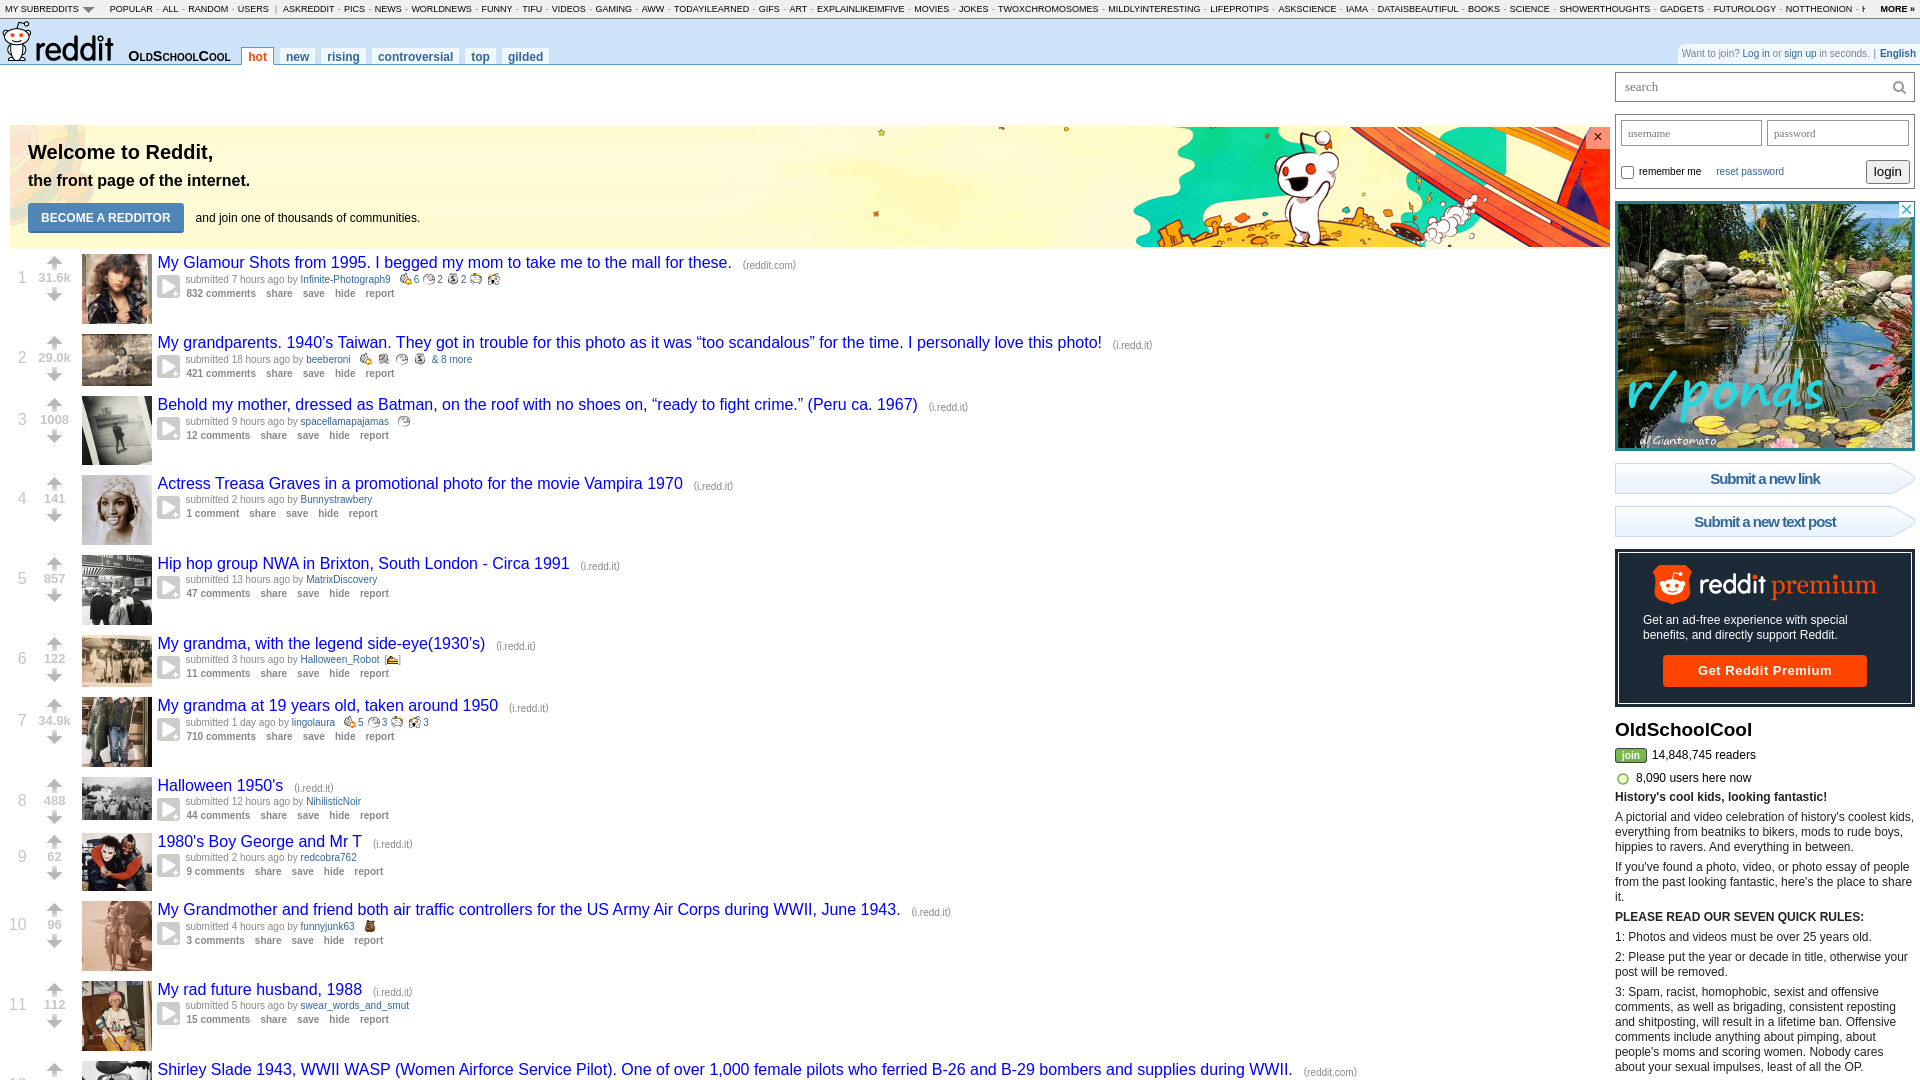 MY SUBREDDITS POPULAR - ALL - RANDOM - USERS | ASKREDDIT - PICS - NEWS - WORLDNEWS - FUNNY - TIFU - VIDEOS - GAMING - AWW - TODAYILEARNED - GIFS - ART - EXPLAINLIKEIMFIVE - MOVIES - JOKES - TWOXCHROMOSOMES - MILDLYINTERESTING - LIFEPROTIPS - ASKSCIENCE - IAMA - DATAISBEAUTIFUL - BOOKS - SCIENCE - SHOWERTHOUGHTS - GADGETS - FUTUROLOGY - NOTTHEONION - MORE »
reddit OLDSCHOOLCOOL hot new rising controversial top gilded
Want to join? Log in or sign up in seconds. | English
search
username password
remember me reset password login
Welcome to Reddit,
the front page of the internet.
BECOME A REDDITOR and join one of thousands of communities.
×
1 31.6k My Glamour Shots from 1995. I begged my mom to take me to the mall for these. (reddit.com)
submitted 7 hours ago by Infinite-Photograph9 6 2 2
832 comments share save hide report
2 29.0k My grandparents. 1940’s Taiwan. They got in trouble for this photo as it was “too scandalous” for the time. I personally love this photo! (i.redd.it)
submitted 18 hours ago by beeberoni & 8 more
421 comments share save hide report
3 1008 Behold my mother, dressed as Batman, on the roof with no shoes on, “ready to fight crime.” (Peru ca. 1967) (i.redd.it)
submitted 9 hours ago by spacellamapajamas
12 comments share save hide report
4 141 Actress Treasa Graves in a promotional photo for the movie Vampira 1970 (i.redd.it)
submitted 2 hours ago by Bunnystrawbery
1 comment share save hide report
5 857 Hip hop group NWA in Brixton, South London - Circa 1991 (i.redd.it)
submitted 13 hours ago by MatrixDiscovery
47 comments share save hide report
6 122 My grandma, with the legend side-eye(1930’s) (i.redd.it)
submitted 3 hours ago by Halloween_Robot
11 comments share save hide report
7 34.9k My grandma at 19 years old, taken around 1950 (i.redd.it)
submitted 1 day ago by lingolaura 5 3 3
710 comments share save hide report
8 488 Halloween 1950's (i.redd.it)
submitted 12 hours ago by NihilisticNoir
44 comments share save hide report
9 62 1980's Boy George and Mr T (i.redd.it)
submitted 2 hours ago by redcobra762
9 comments share save hide report
10 96 My Grandmother and friend both air traffic controllers for the US Army Air Corps during WWII, June 1943. (i.redd.it)
submitted 4 hours ago by funnyjunk63
3 comments share save hide report
11 112 My rad future husband, 1988 (i.redd.it)
submitted 5 hours ago by swear_words_and_smut
15 comments share save hide report
Shirley Slade 1943, WWII WASP (Women Airforce Service Pilot). One of over 1,000 female pilots who ferried B-26 and B-29 bombers and supplies during WWII. (reddit.com)
r/ponds
u/Giantomato
Submit a new link
Submit a new text post
reddit premium
Get an ad-free experience with special
benefits, and directly support Reddit.
Get Reddit Premium
OldSchoolCool
join 14,848,745 readers
8,090 users here now
History's cool kids, looking fantastic!
A pictorial and video celebration of history's coolest kids,
everything from beatniks to bikers, mods to rude boys,
hippies to ravers. And everything in between.
If you've found a photo, video, or photo essay of people
from the past looking fantastic, here's the place to share
it.
PLEASE READ OUR SEVEN QUICK RULES:
1: Photos and videos must be over 25 years old.
2: Please put the year or decade in title, otherwise your
post will be removed.
3: Spam, racist, homophobic, sexist and offensive
comments, as well as brigading, consistent reposting
and shitposting, will result in a lifetime ban. Offensive
comments include anything about pimping, about
people's moms and scoring women. Nobody cares
about your sexual impulses, least of all the OP.